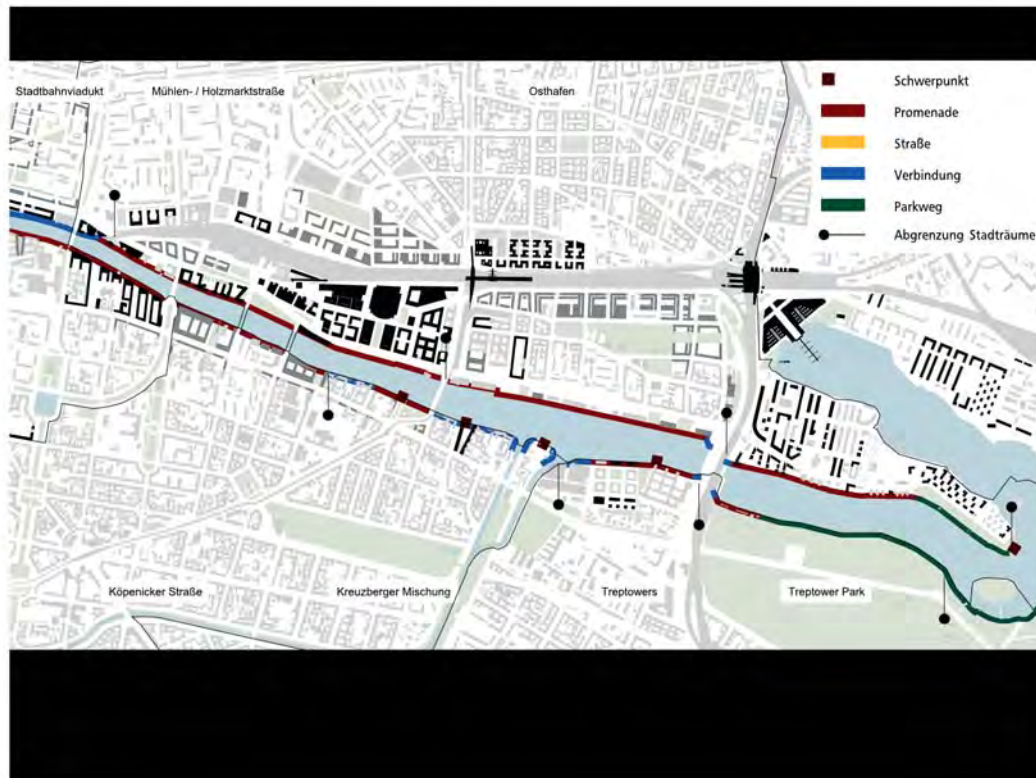 Stadtbahnviadukt
Mühlen- / Holzmarktstraße
Osthafen
Schwerpunkt
Promenade
Straße
Verbindung
Parkweg
Abgrenzung Stadträume
Köpenicker Straße
Kreuzberger Mischung
Treptowers
Treptower Park